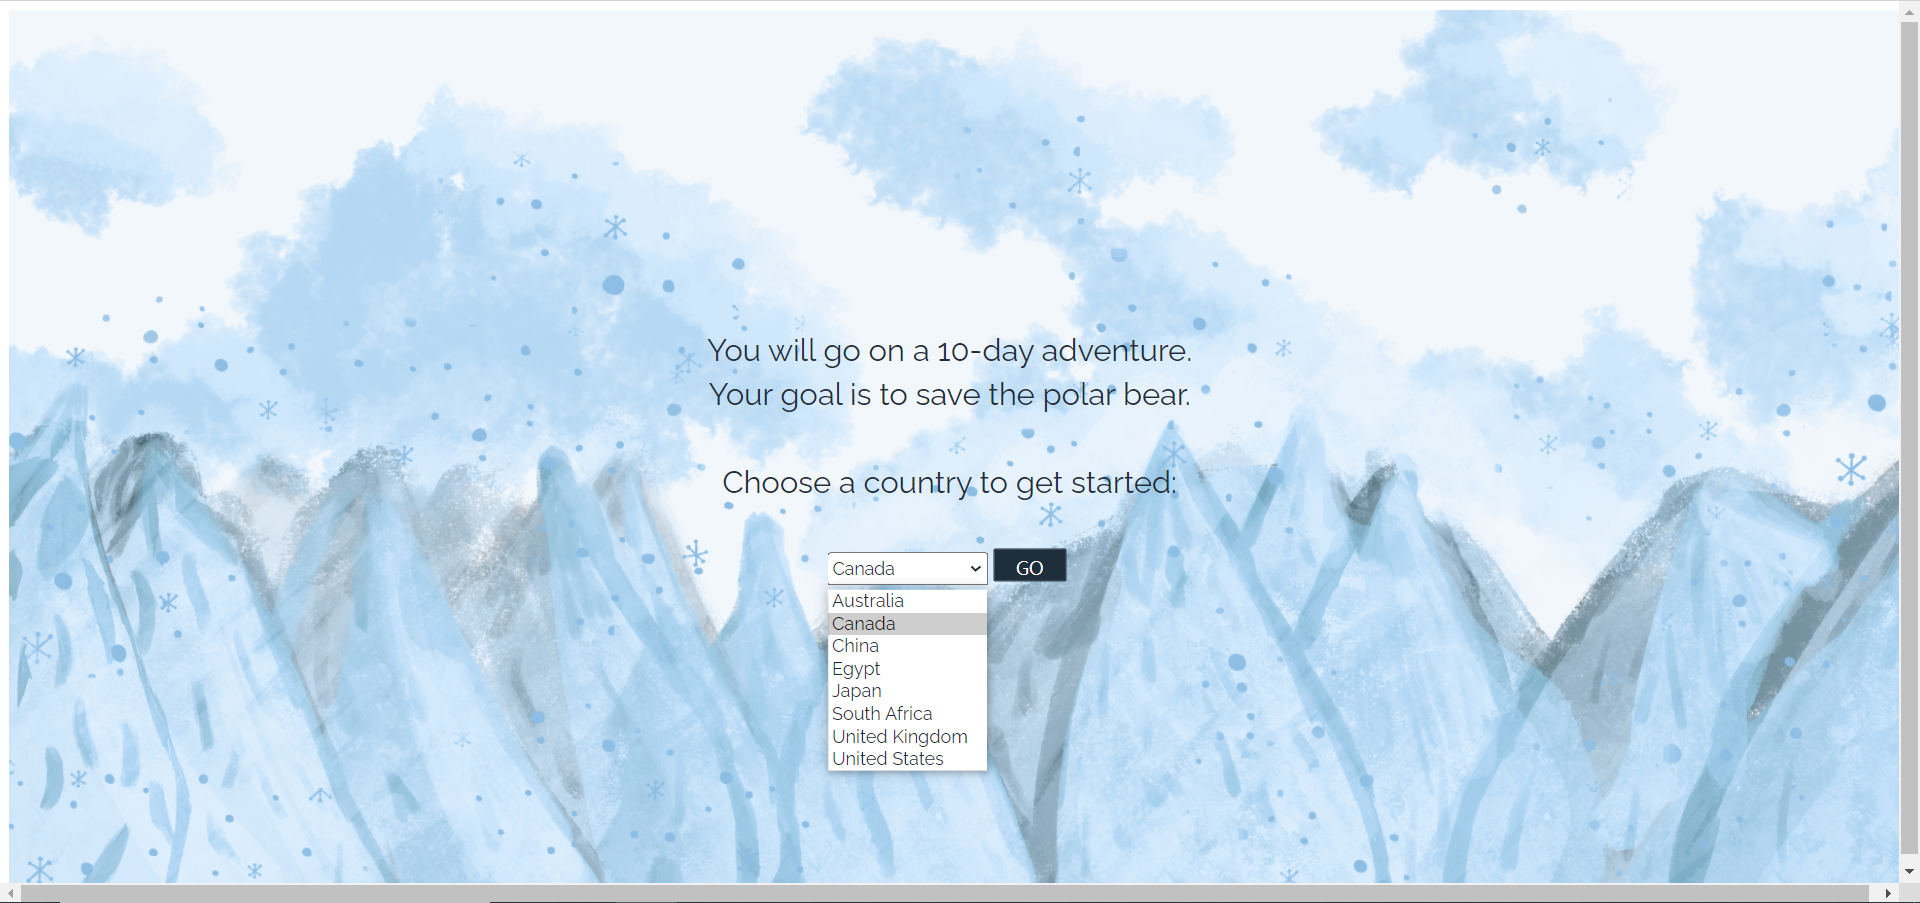 You will go on a 10-day adventure.
Your goal is to save the polar bear.
Choose a country to get started:
Canada GO
Australia
Canada
China
Egypt
Japan
South Africa
United Kingdom
United States